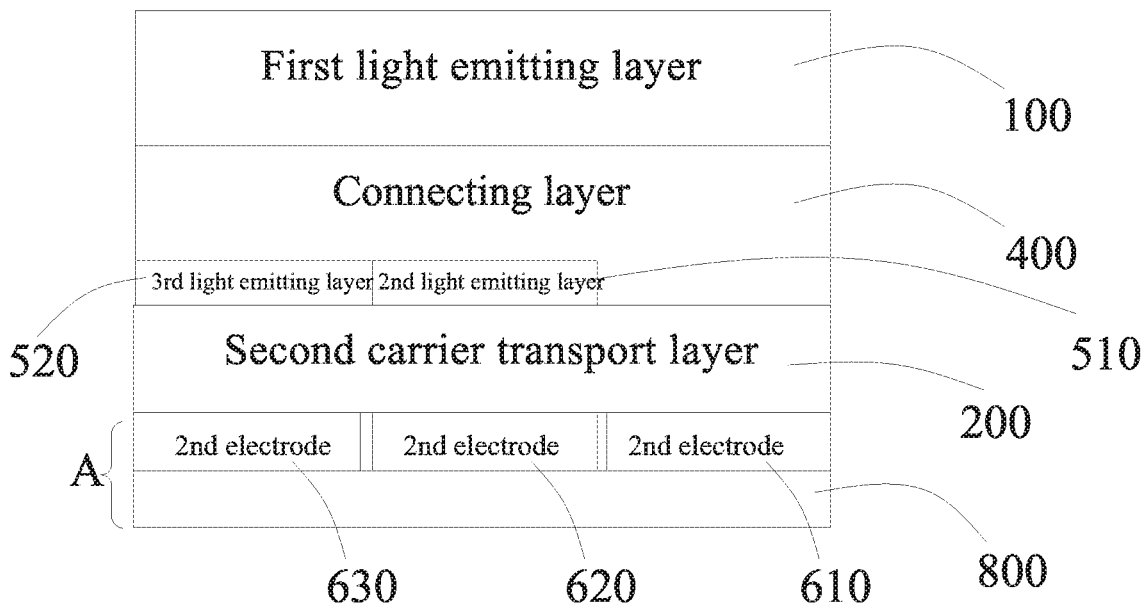 First light emitting layer
100
Connecting layer
400
3rd light emitting layer 2nd light emitting layer
520
510
Second carrier transport layer
200
A
2nd electrode 2nd electrode 2nd electrode
630 620 610 800